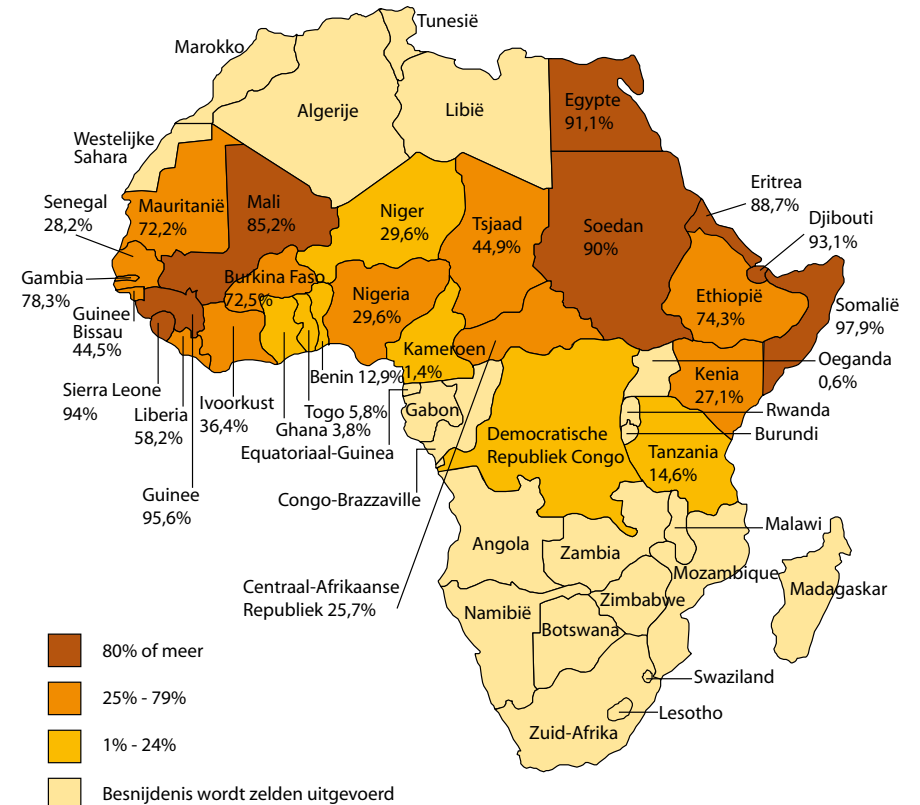 Tunesië
Marokko
Algerije
Libië
Egypte
91,1%
Westelijke
Sahara
Senegal
28,2%
Mauritanië
72,2%
Mali
85,2%
Niger
29,6%
Tsjaad
44,9%
Soedan
90%
Eritrea
88,7%
Djibouti
93,1%
Gambia
78,3%
Burkina Faso
72,5%
Nigeria
29,6%
Ethiopië
74,3%
Somalië
97,9%
Guinee
Bissau
44,5%
Kameroen
1,4%
Oeganda
0,6%
Kenia
27,1%
Sierra Leone
94%
Liberia
58,2%
Ivoorkust
36,4%
Benin 12,9%
Togo 5,8%
Ghana 3,8%
Equatoriaal-Guinea
Gabon
Rwanda
Burundi
Democratische
Republiek Congo
Tanzania
14,6%
Guinee
95,6%
Congo-Brazzaville
Malawi
Angola
Zambia
Mozambique
Madagaskar
Centraal-Afrikaanse
Republiek 25,7%
Namibië
Zimbabwe
Botswana
Swaziland
Lesotho
Zuid-Afrika
80% of meer
25% - 79%
1% - 24%
Besnijdenis wordt zelden uitgevoerd